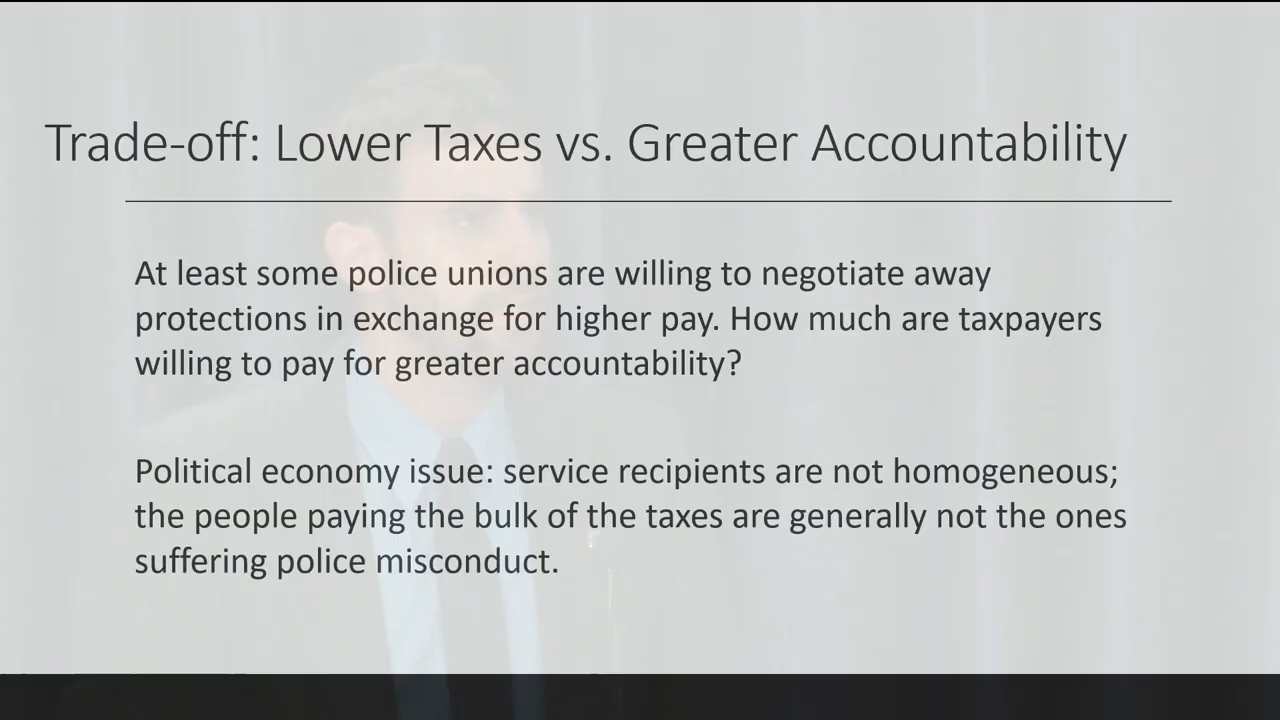 Trade-off: Lower Taxes vs. Greater Accountability
At least some police unions are willing to negotiate away
protections in exchange for higher pay. How much are taxpayers
willing to pay for greater accountability?
Political economy issue: service recipients are not homogeneous;
the people paying the bulk of the taxes are generally not the ones
suffering police misconduct.